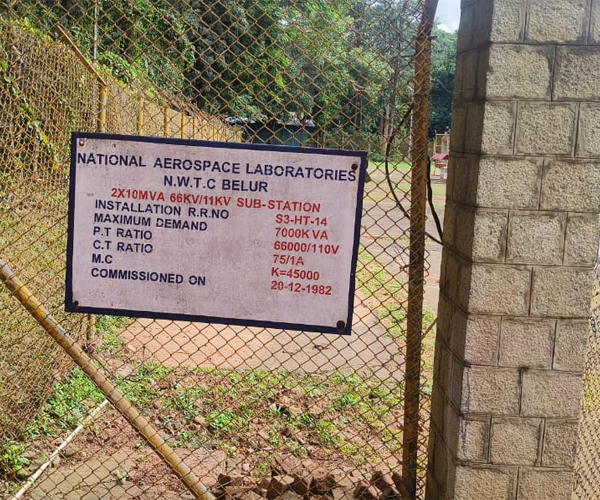 NATIONAL AEROSPACE LABORATORIES
N.W.T.C BELUR
2X10MVA 66KV/11KV SUB-STATION
INSTALLATION R.R.NO S3-HT-14
MAXIMUM DEMAND 7000KVA
P.T RATIO 66000/110V
C.T RATIO 75/1A
M.C K=45000
COMMISSIONED ON 20-12-1982